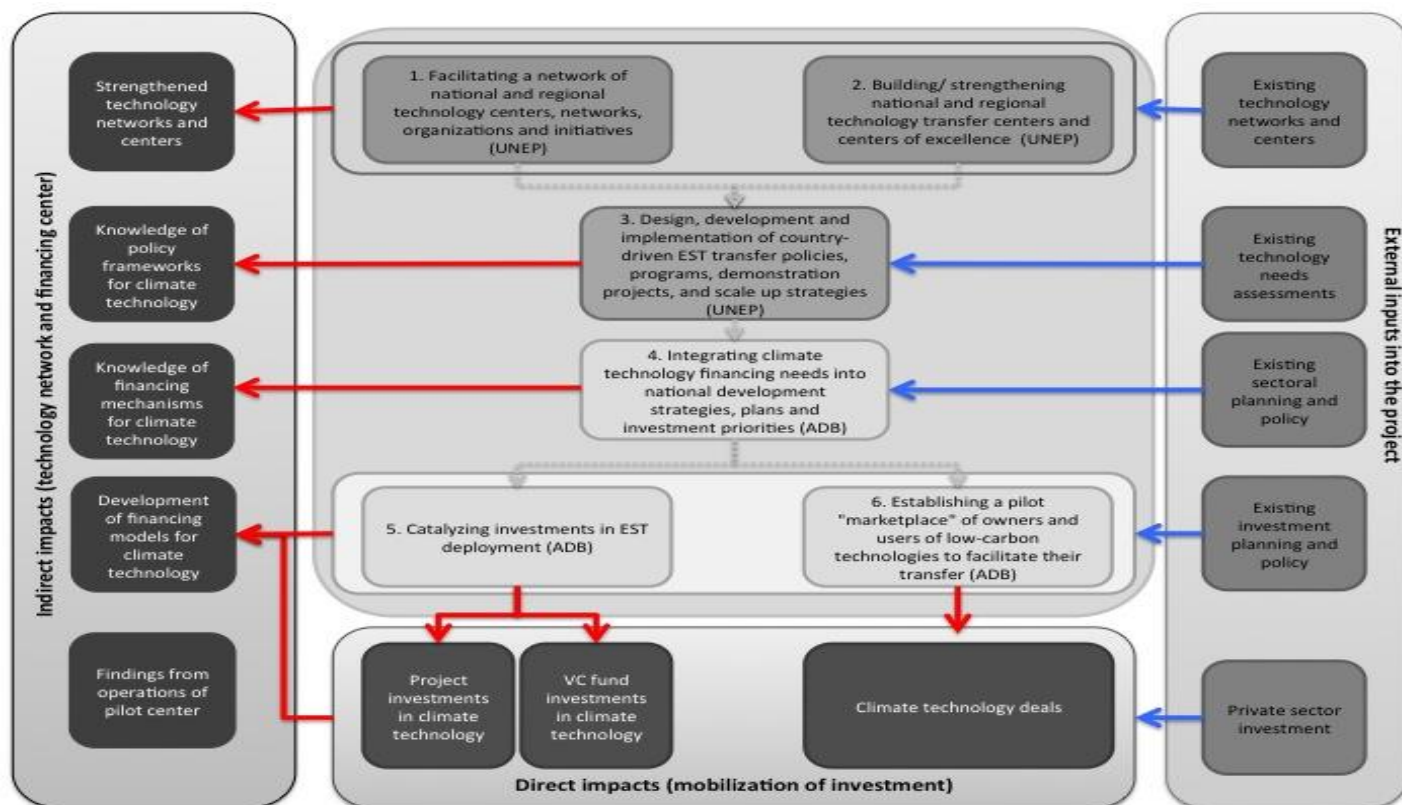 Indirect impacts (technology network and financing center)
Strengthened
technology
networks and
centers
Knowledge of
policy
frameworks
for climate
technology
Knowledge of
financing
mechanisms
for climate
technology
Development
of financing
models for
climate
technology
Findings from
operations of
pilot center
1. Facilitating a network of
national and regional
technology centers, networks,
organizations and initiatives
(UNEP)
2. Building/ strengthening
national and regional
technology transfer centers and
centers of excellence (UNEP)
3. Design, development and
implementation of country-
driven EST transfer policies,
programs, demonstration
projects, and scale up strategies
(UNEP)
4. Integrating climate
technology financing needs into
national development
strategies, plans and
investment priorities (ADB)
5. Catalyzing investments in EST
deployment (ADB)
6. Establishing a pilot
"marketplace" of owners and
users of low-carbon
technologies to facilitate their
transfer (ADB)
Project
investments
in climate
technology
VC fund
investments
in climate
technology
Climate technology deals
Direct impacts (mobilization of investment)
Existing
technology
networks and
centers
Existing
technology
needs
assessments
Existing
sectoral
planning and
policy
Existing
investment
planning and
policy
Private sector
investment
External inputs into the project